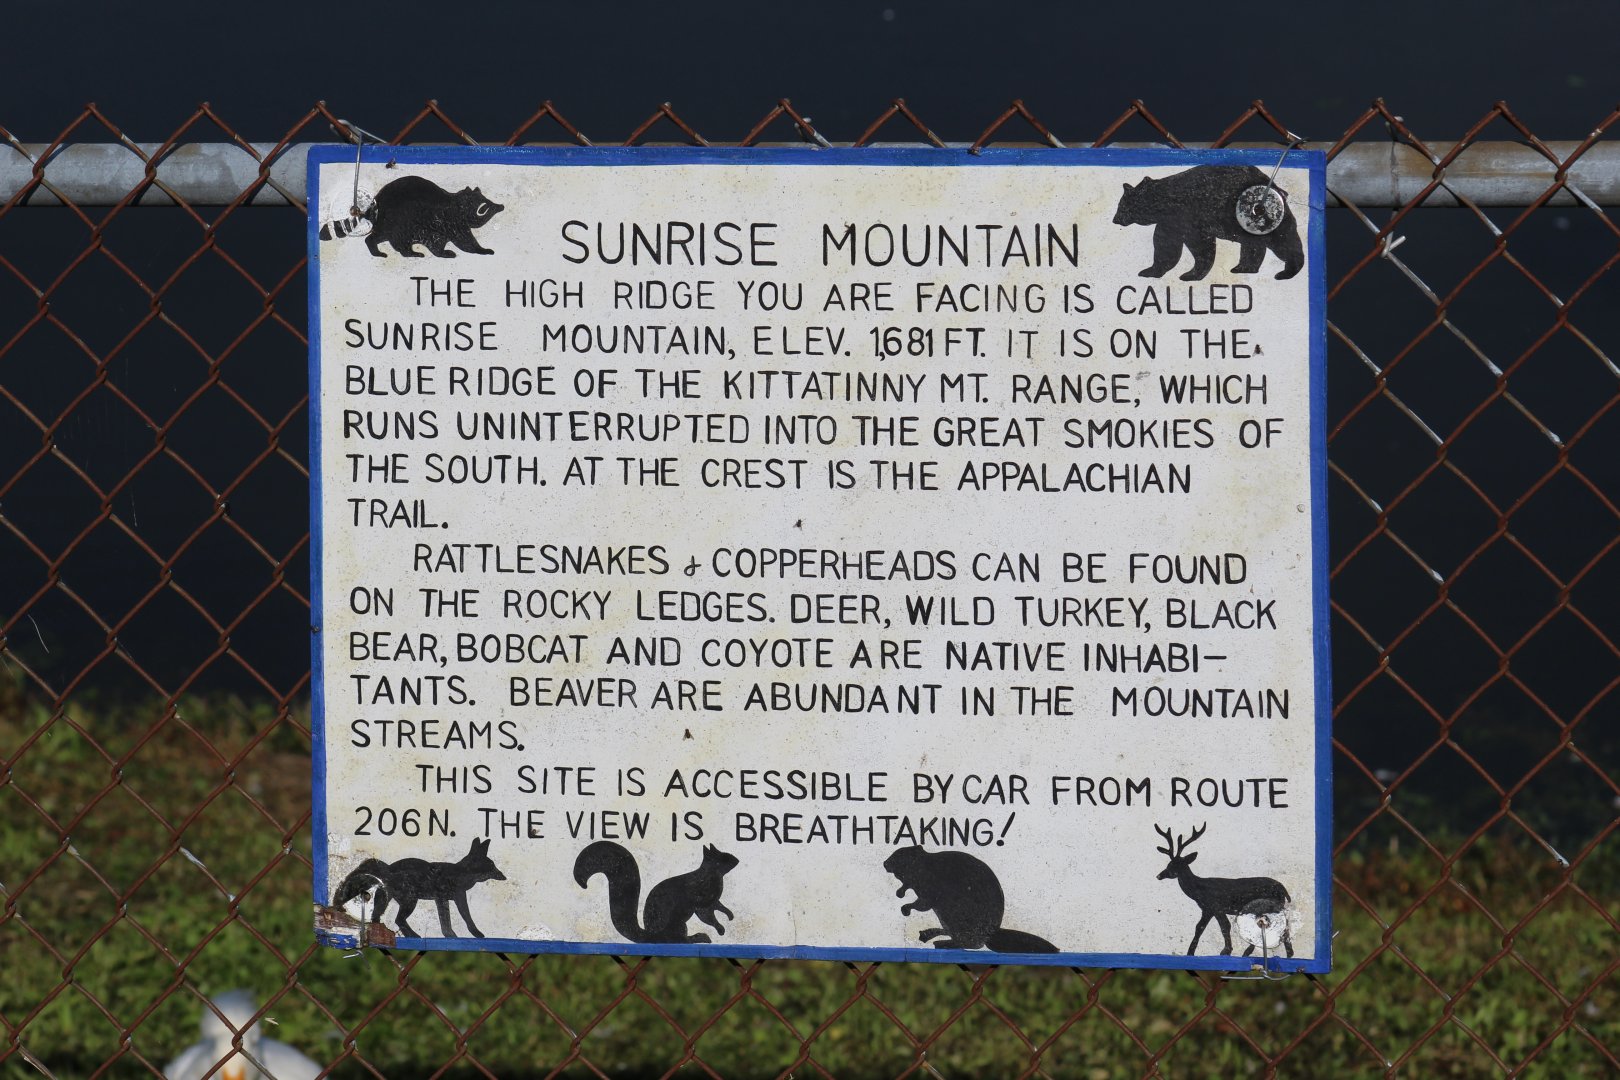 SUNRISE MOUNTAIN
THE HIGH RIDGE YOU ARE FACING IS CALLED
SUNRISE MOUNTAIN, ELEV. 1,681 FT. IT IS ON THE
BLUE RIDGE OF THE KITTATINNY MT. RANGE, WHICH
RUNS UNINTERRUPTED INTO THE GREAT SMOKIES OF
THE SOUTH. AT THE CREST IS THE APPALACHIAN
TRAIL.
RATTLESNAKES & COPPERHEADS CAN BE FOUND
ON THE ROCKY LEDGES. DEER, WILD TURKEY, BLACK
BEAR, BOBCAT AND COYOTE ARE NATIVE INHABI-
TANTS. BEAVER ARE ABUNDANT IN THE MOUNTAIN
STREAMS.
THIS SITE IS ACCESSIBLE BY CAR FROM ROUTE
206N. THE VIEW IS BREATHTAKING!